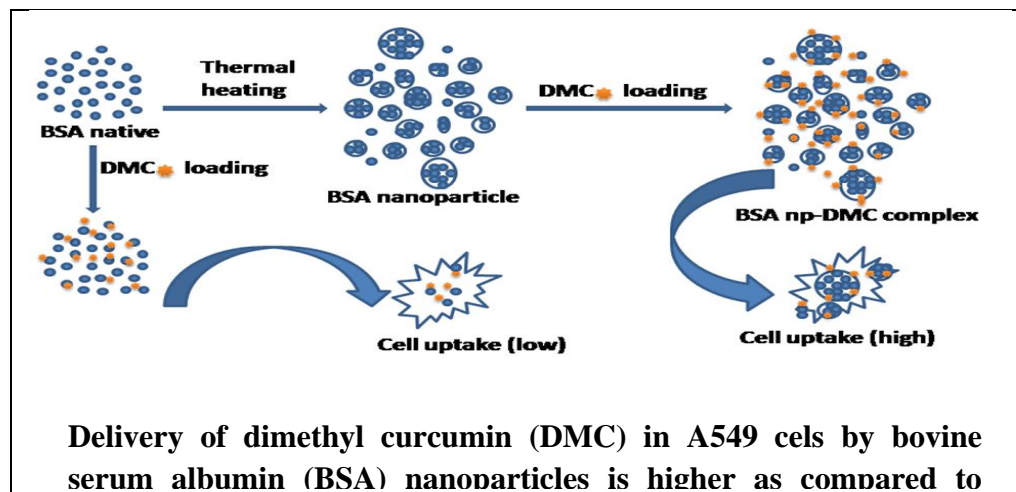 Thermal
heating
DMC loading
BSA native
DMC loading
BSA nanoparticle
BSA np-DMC complex
Cell uptake (low)
Cell uptake (high)
Delivery of dimethyl curcumin (DMC) in A549 cels by bovine
serum albumin (BSA) nanoparticles is higher as compared to